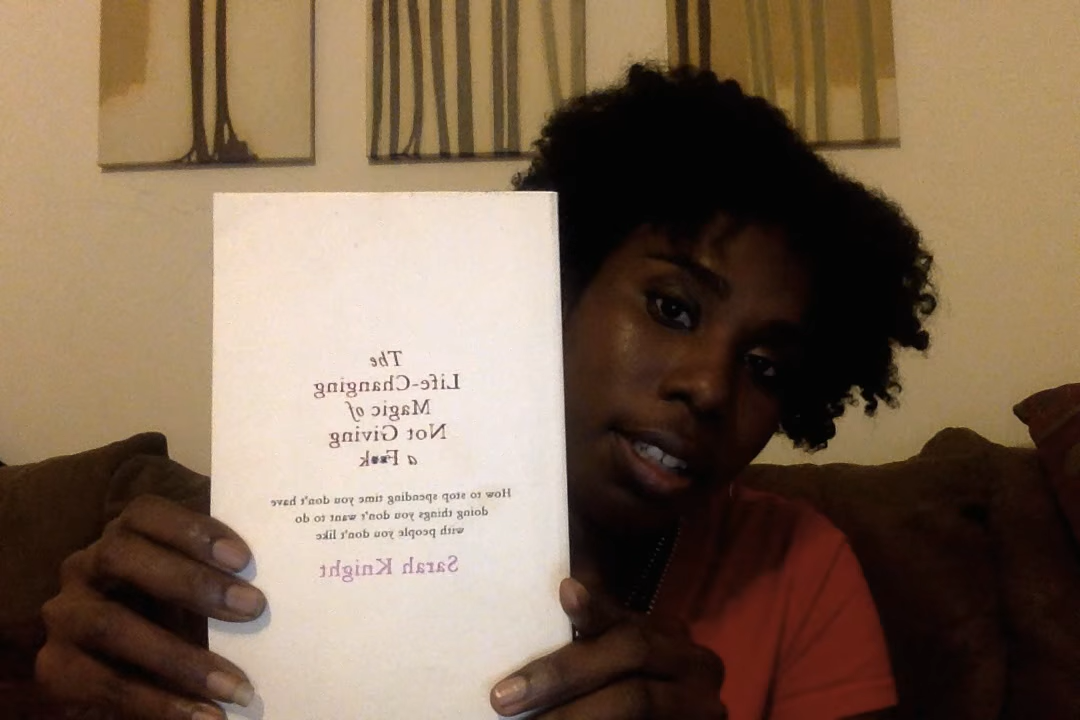 The
Life-Changing
Magic of
Not Giving
a F**k
How to stop spending time you don't have
doing things you don't want to do
with people you don't like
Sarah Knight